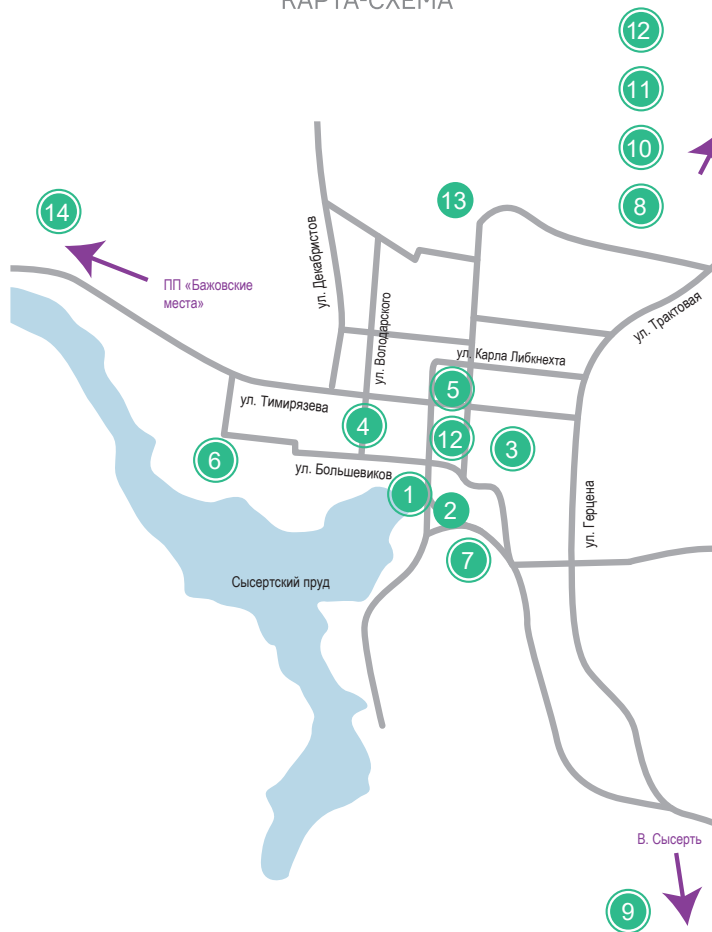 КАРТА-СХЕМА
12
11
10
8
13
14
ПП «Бажовские
места»
ул. Декабристов
ул. Володарского
ул. Трактовая
ул. Карла Либкнехта
5
ул. Тимирязева
4
12
3
6
ул. Большевиков
1
2
ул. Герцена
7
Сысертский пруд
В. Сысерть
9